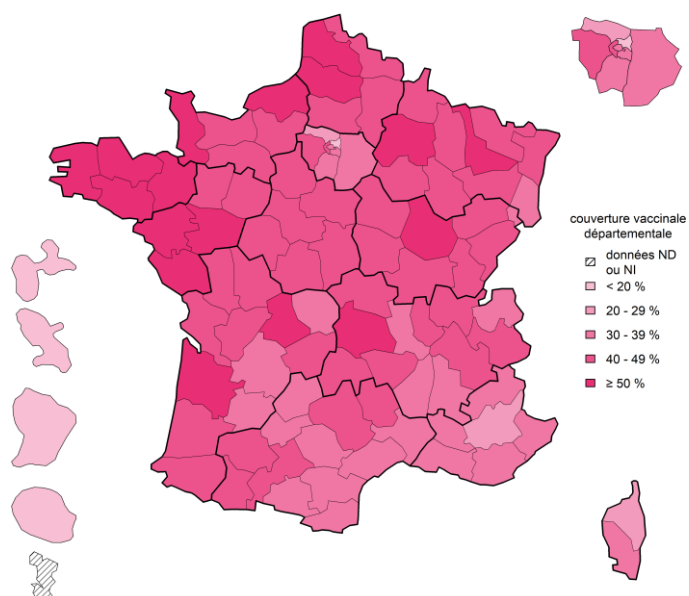 couverture vaccinale
départementale
données ND
ou NI
< 20 %
20 - 29 %
30 - 39 %
40 - 49 %
≥ 50 %